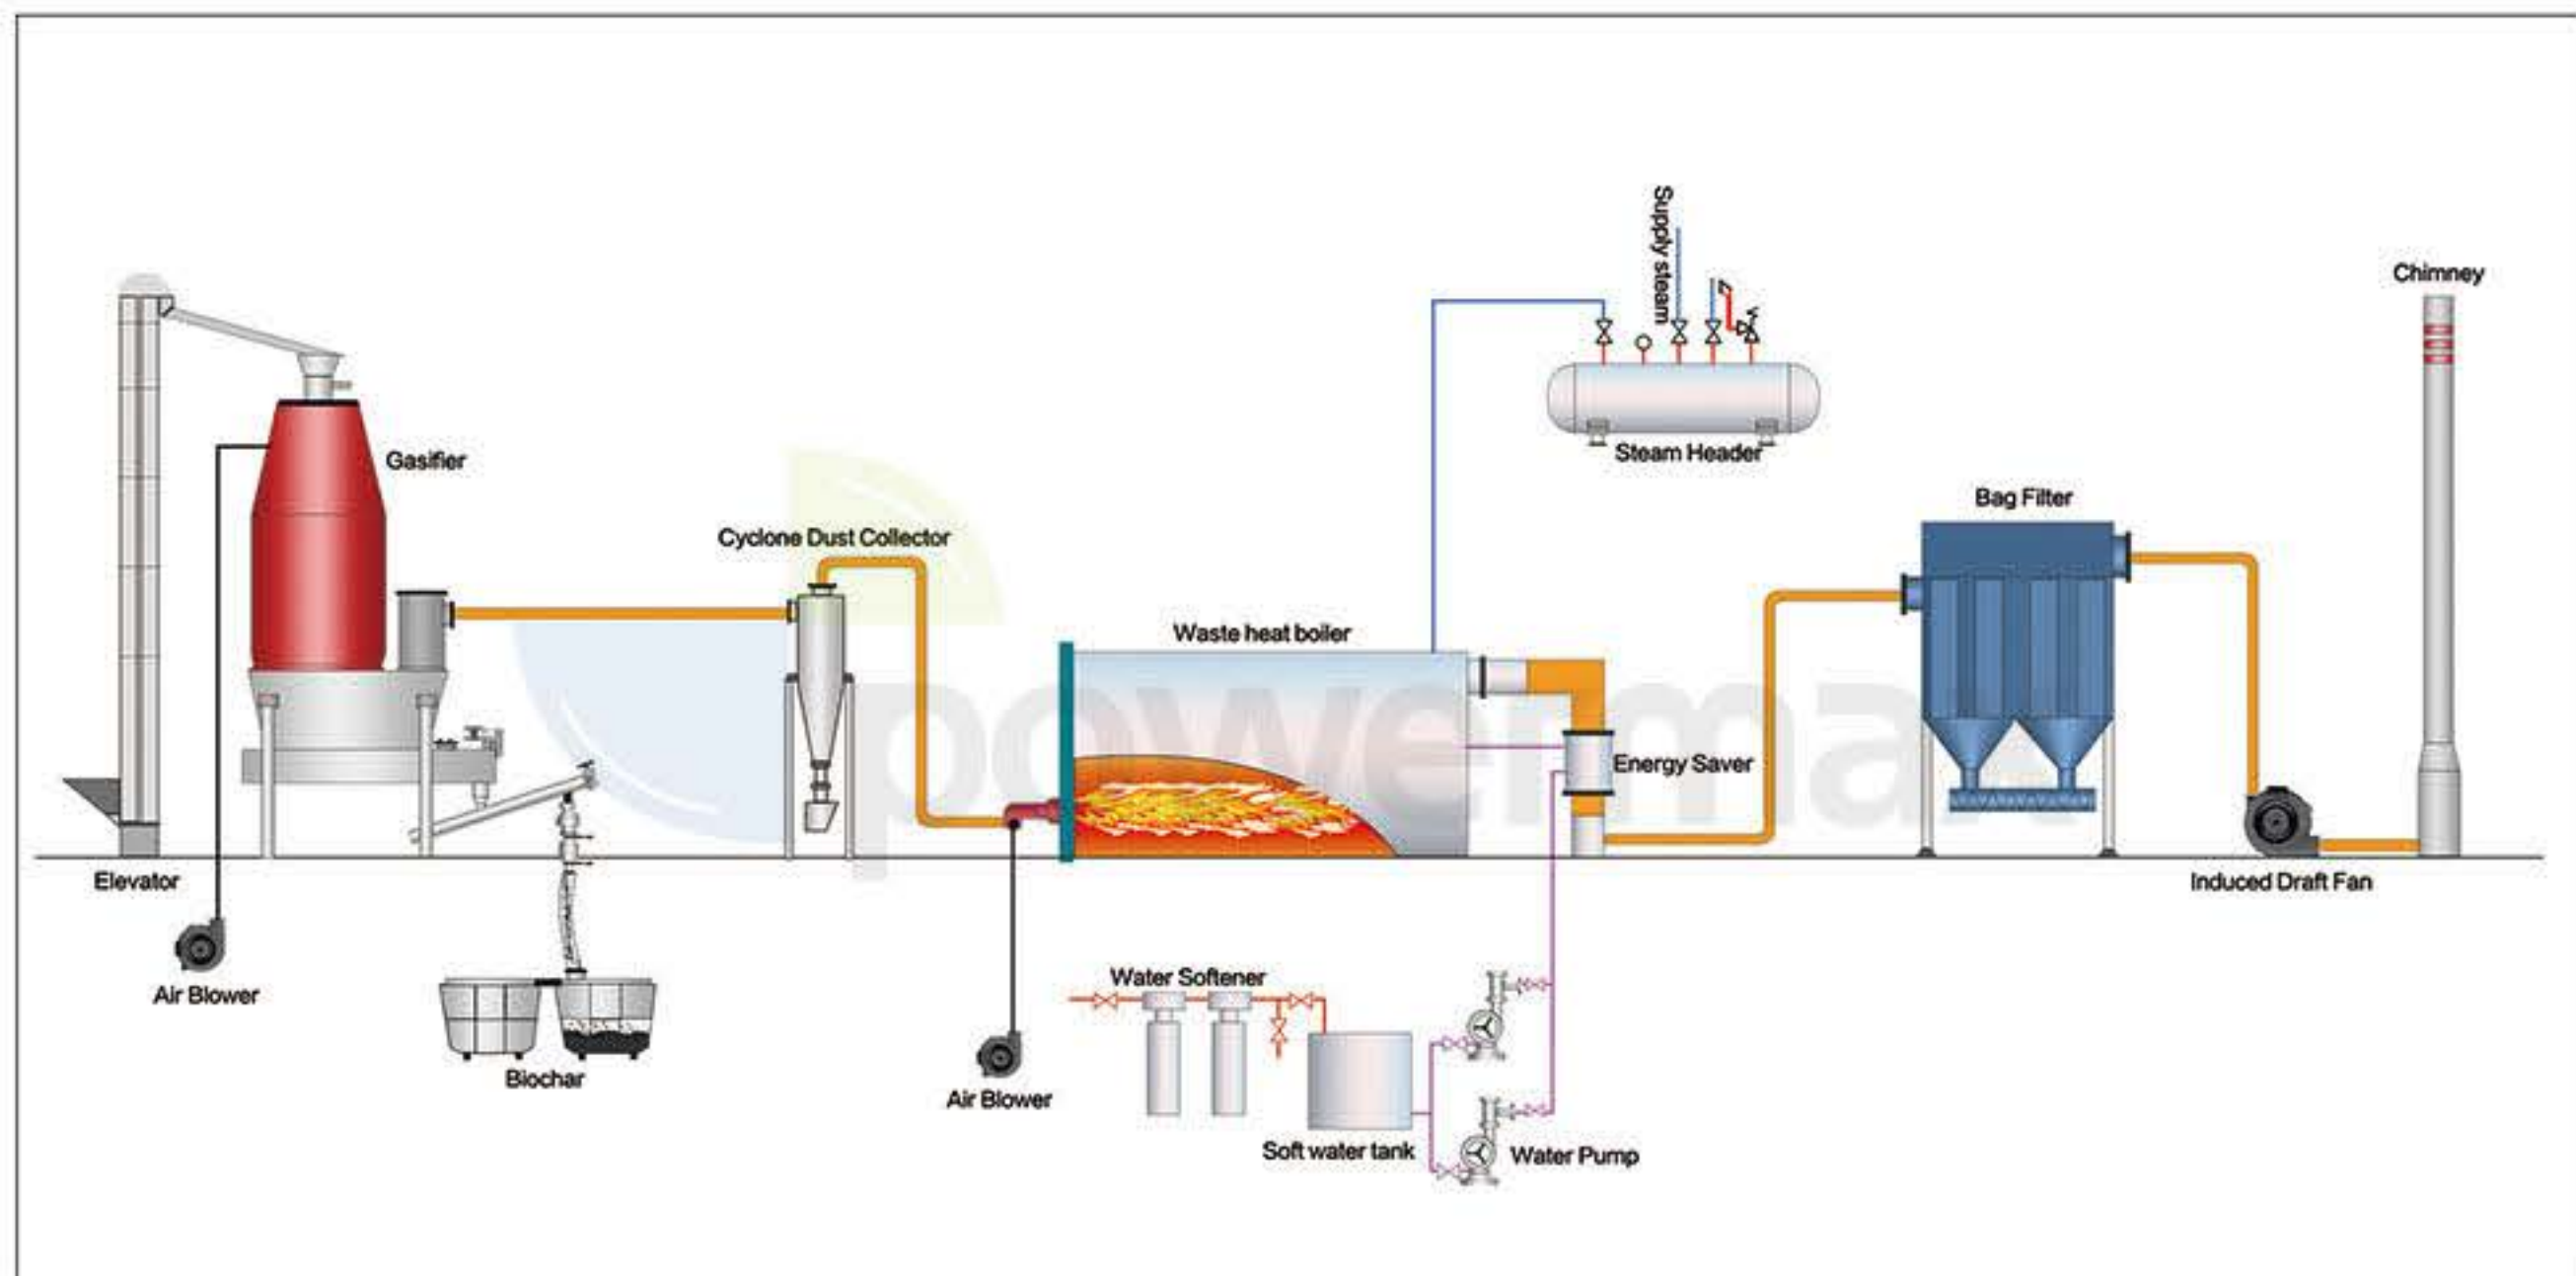 Supply steam
Chimney
Gasifier
Steam Header
Bag Filter
Cyclone Dust Collector
Waste heat boiler
powermax
Energy Saver
Elevator
Induced Draft Fan
Air Blower
Water Softener
Biochar
Air Blower
Soft water tank
Water Pump